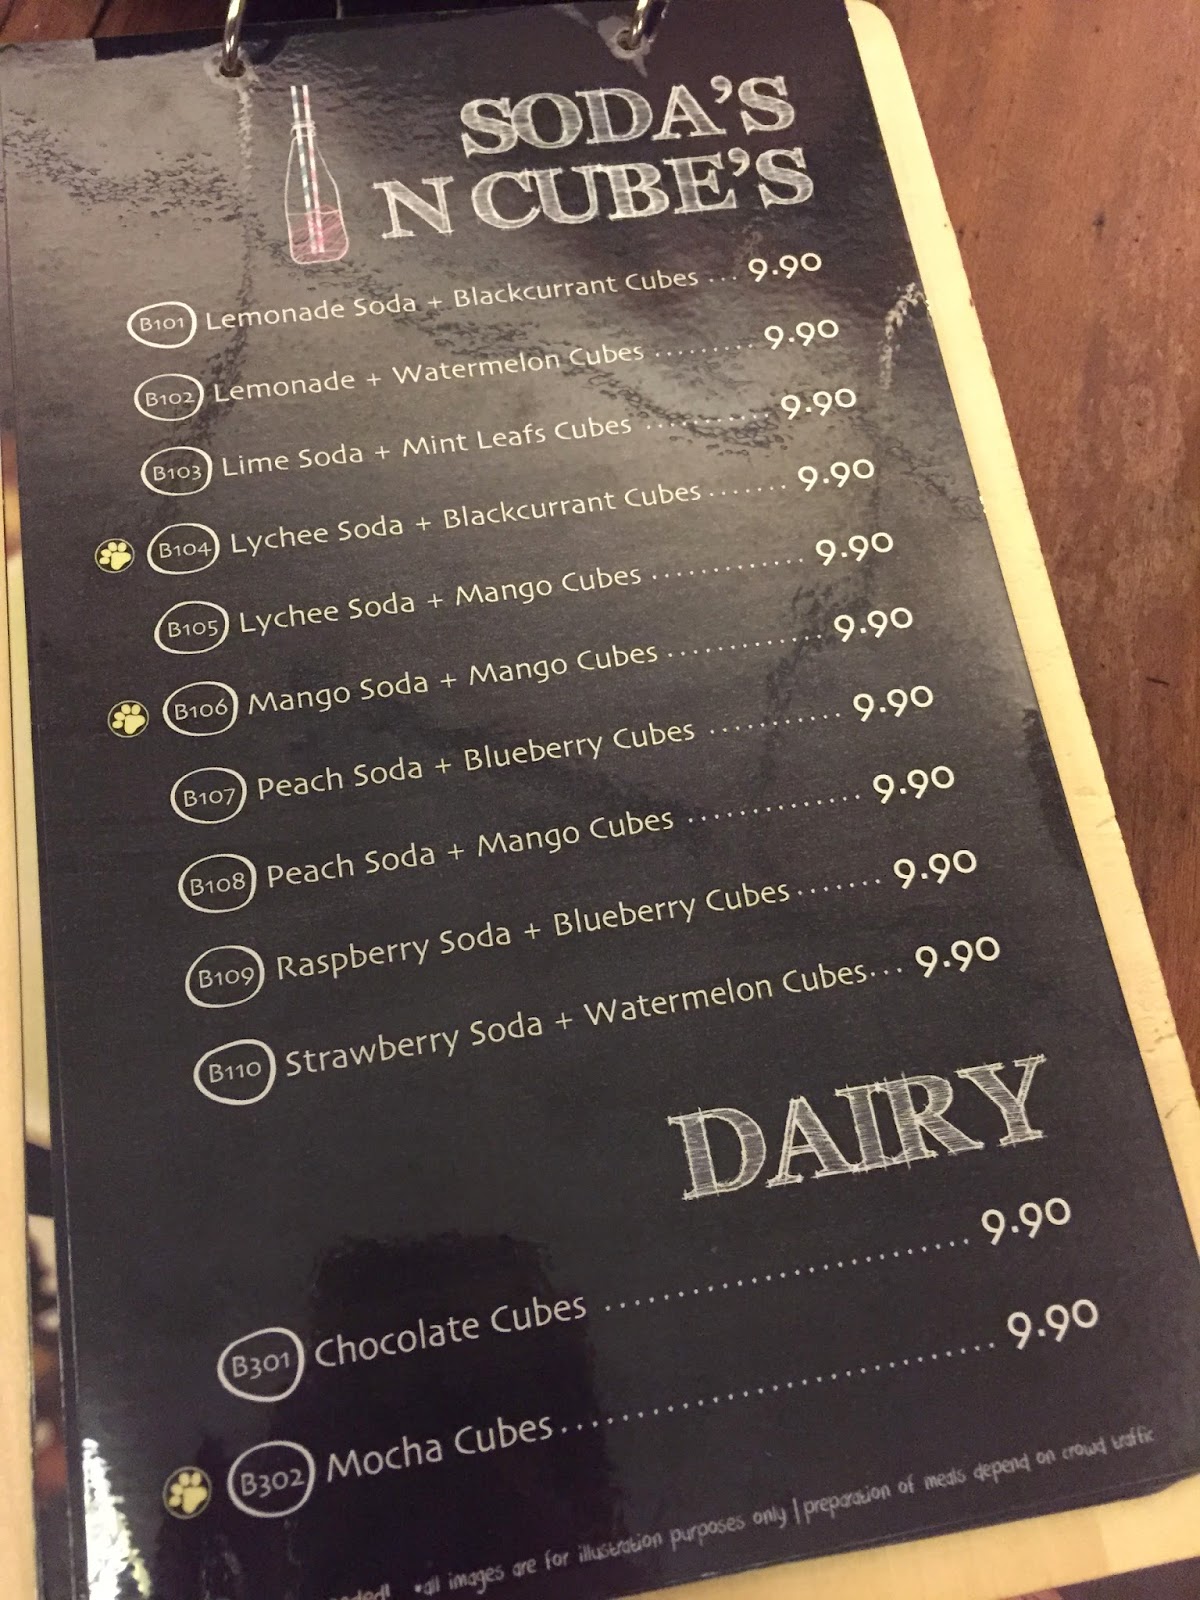 SODA'S
N CUBE'S
B101 Lemonade Soda + Blackcurrant Cubes ... 9.90
B102 Lemonade + Watermelon Cubes ......... 9.90
B103 Lime Soda + Mint Leafs Cubes ........... 9.90
B104 Lychee Soda + Blackcurrant Cubes ....... 9.90
B105 Lychee Soda + Mango Cubes ............. 9.90
B106 Mango Soda + Mango Cubes ............. 9.90
B107 Peach Soda + Blueberry Cubes ........... 9.90
B108 Peach Soda + Mango Cubes .............. 9.90
B109 Raspberry Soda + Blueberry Cubes ....... 9.90
B110 Strawberry Soda + Watermelon Cubes... 9.90
DAIRY
B301 Chocolate Cubes ................................ 9.90
B302 Mocha Cubes ..................................... 9.90
*all images are for illustration purposes only | preparation of meals depend on crowd traffic